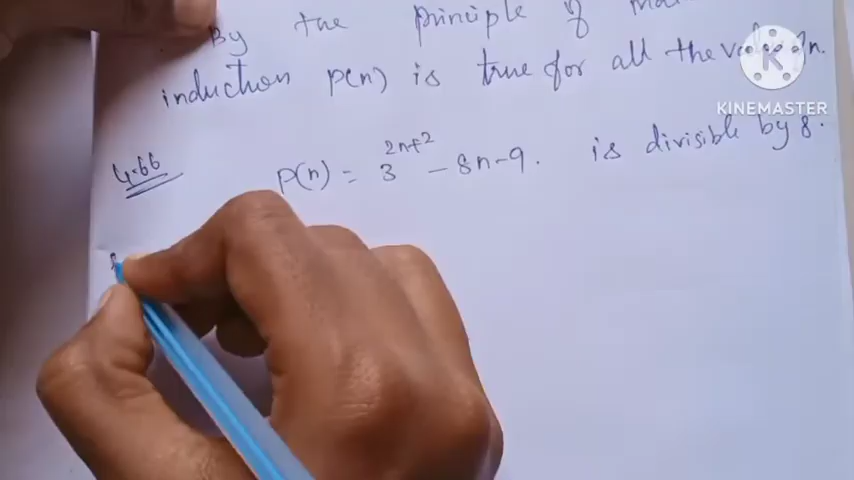 By the principle of
induction p(n) is true for all the
KINEMASTER
4.66 p(n) = 3^{2n+2} - 8n-9. is divisible by 8.